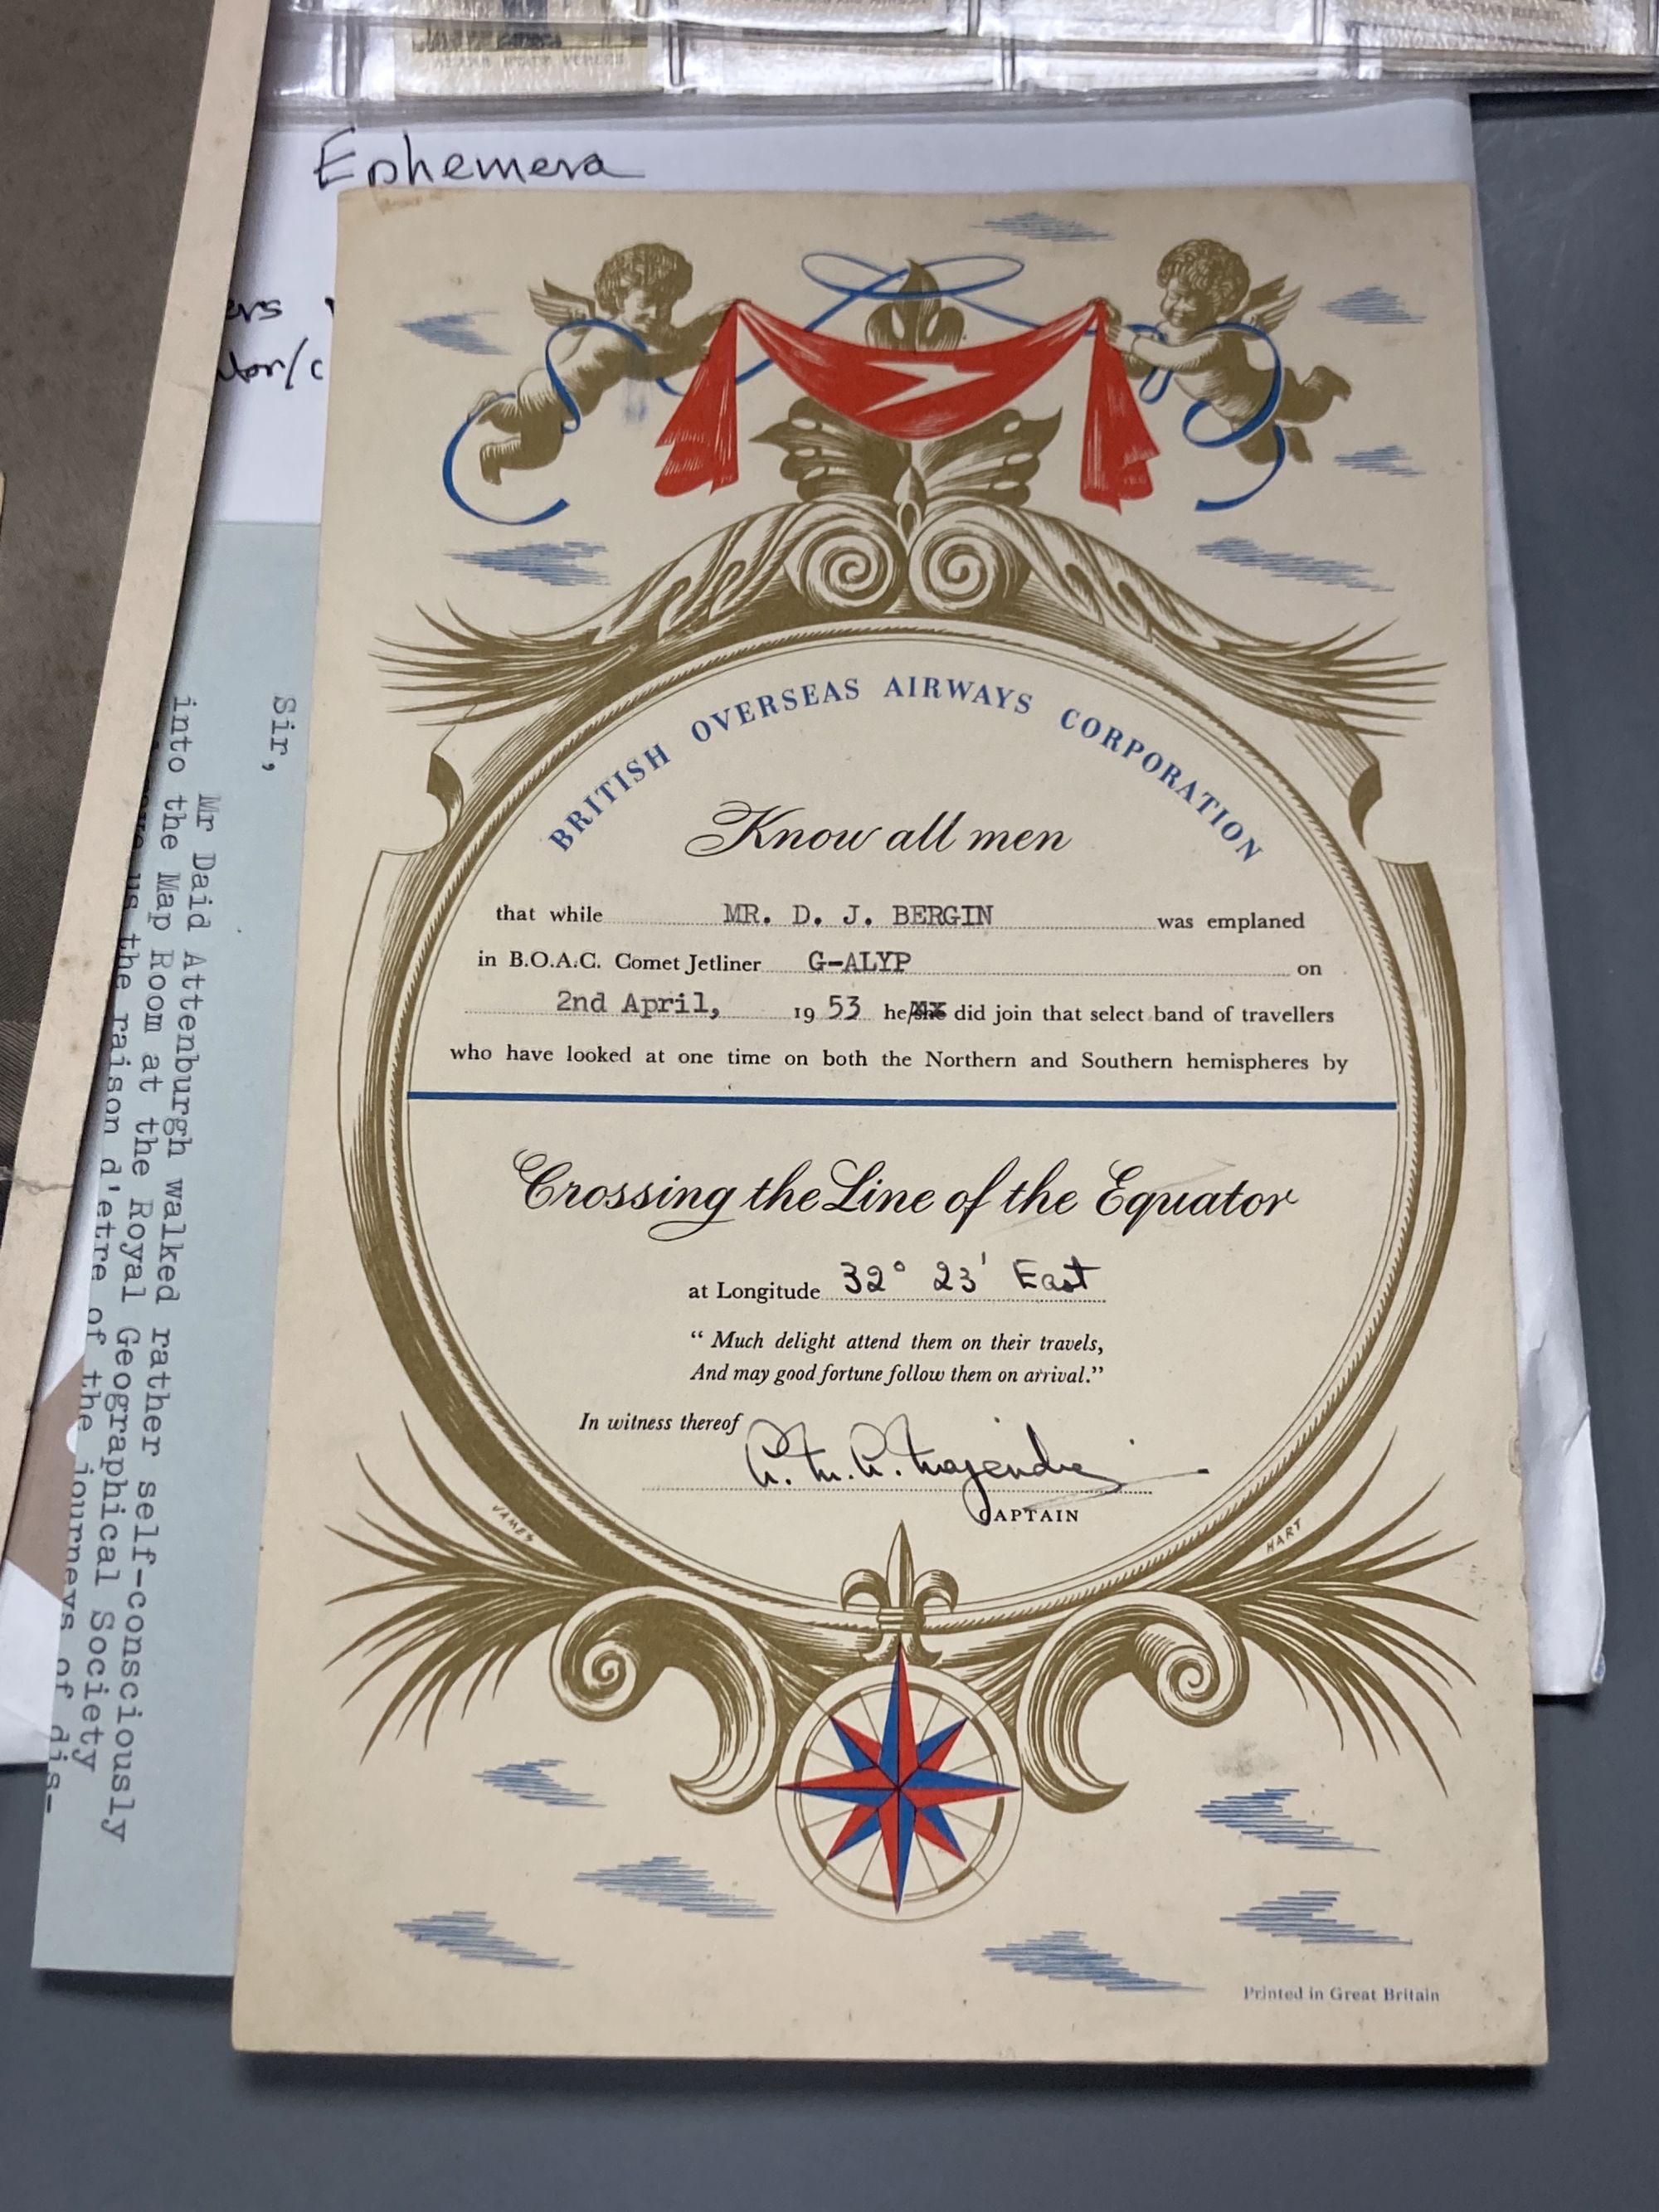 Ephemera
BRITISH OVERSEAS AIRWAYS CORPORATION
Know all men
that while MR. D. J. BERGIN was emplaned
in B.O.A.C. Comet Jetliner G-ALYP on
2nd April, 19 53 he/she did join that select band of travellers
who have looked at one time on both the Northern and Southern hemispheres by
Crossing the Line of the Equator
at Longitude 32° 23' East
“ Much delight attend them on their travels,
And may good fortune follow them on arrival.”
In witness thereof
CAPTAIN
JAMES HART
Printed in Great Britain
Sir,
Mr Daid Attenburgh walked rather self-consciously
into the Map Room at the Royal Geographical Society
us the raison d'etre of the journeys of dis-